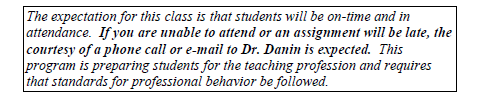 The expectation for this class is that students will be on-time and in
attendance.  If you are unable to attend or an assignment will be late, the
courtesy of a phone call or e-mail to Dr. Danin is expected.  This
program is preparing students for the teaching profession and requires
that standards for professional behavior be followed.